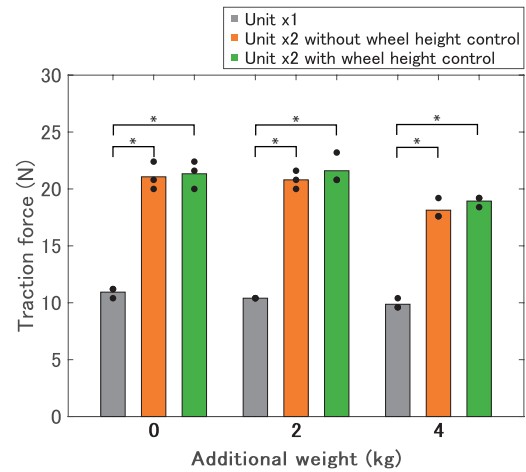 Unit x1
Unit x2 without wheel height control
Unit x2 with wheel height control
30
25
20
15
10
5
0
Traction force (N)
* * * * * *
0 2 4
Additional weight (kg)